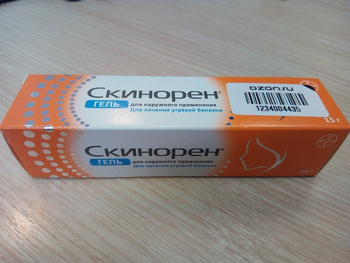 Скинорен®
ГЕЛЬ
для наружного применения
Для лечения угревой болезни
ozon.ru
1234004435
15 г
Скинорен®
ГЕЛЬ
для наружного применения
Для лечения угревой болезни